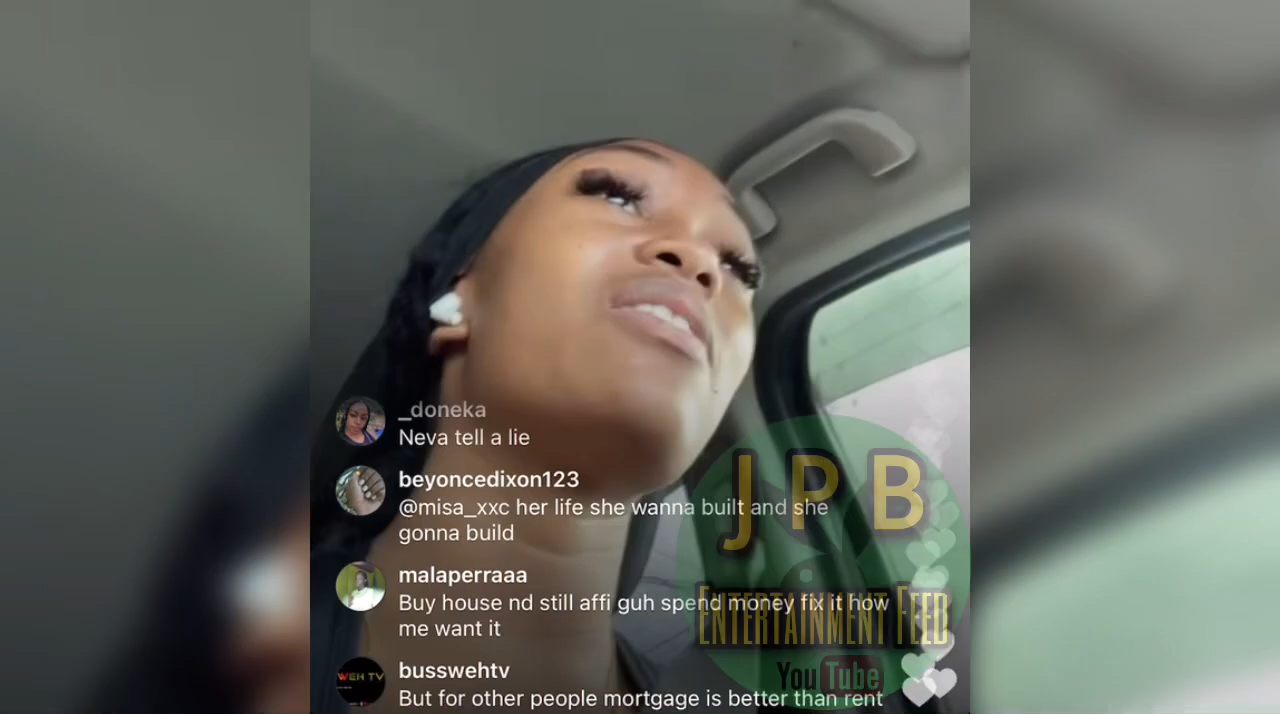 _doneka
Neva tell a lie
beyoncedixon123
@misa_xxc her life she wanna built and she
gonna build
malaperraaa
Buy house nd still affi guh spend money fix it how
me want it
busswehtv
But for other people mortgage is better than rent
WEH TV
JPB
ENTERTAINMENT FEED
YouTube